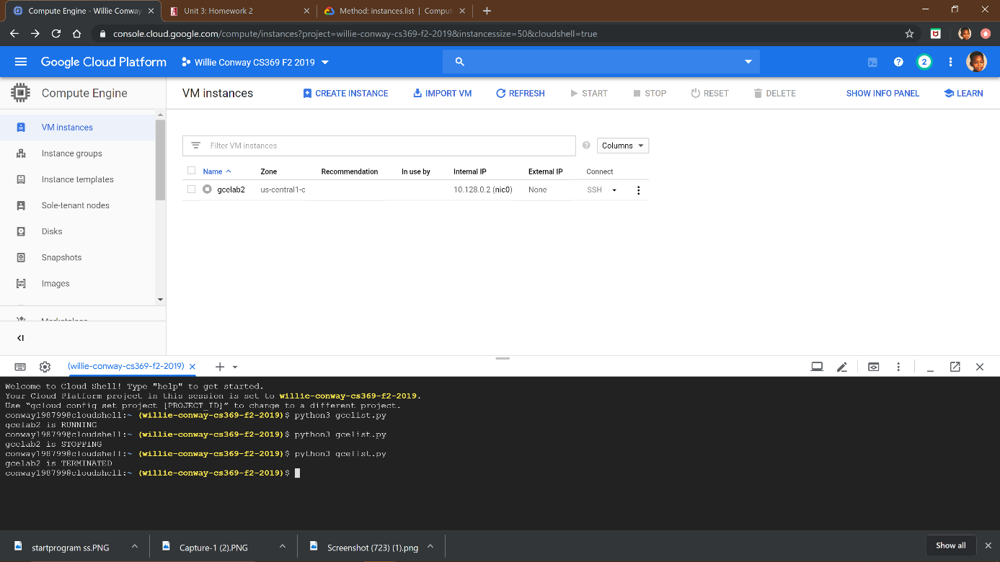 Compute Engine - Willie Conway
Unit 3: Homework 2
Method: instances.list | Comput
console.cloud.google.com/compute/instances?project=willie-conway-cs369-f2-2019&instancessize=50&cloudshell=true
Google Cloud Platform
Willie Conway CS369 F2 2019
2
Compute Engine
VM instances
CREATE INSTANCE
IMPORT VM
REFRESH
START
STOP
RESET
DELETE
SHOW INFO PANEL
LEARN
VM instances
Instance groups
Instance templates
Sole-tenant nodes
Disks
Snapshots
Images
Marketplace
Filter VM instances
Columns
Name Zone Recommendation In use by Internal IP External IP Connect
gcelab2 us-central1-c 10.128.0.2 (nic0) None SSH
(willie-conway-cs369-f2-2019)
Welcome to Cloud Shell! Type "help" to get started.
Your Cloud Platform project in this session is set to willie-conway-cs369-f2-2019.
Use “gcloud config set project [PROJECT_ID]” to change to a different project.
conway198799@cloudshell:~ (willie-conway-cs369-f2-2019)$ python3 gcelist.py
gcelab2 is RUNNING
conway198799@cloudshell:~ (willie-conway-cs369-f2-2019)$ python3 gcelist.py
gcelab2 is STOPPING
conway198799@cloudshell:~ (willie-conway-cs369-f2-2019)$ python3 gcelist.py
gcelab2 is TERMINATED
conway198799@cloudshell:~ (willie-conway-cs369-f2-2019)$
startprogram ss.PNG
Capture-1 (2).PNG
Screenshot (723) (1).png
Show all